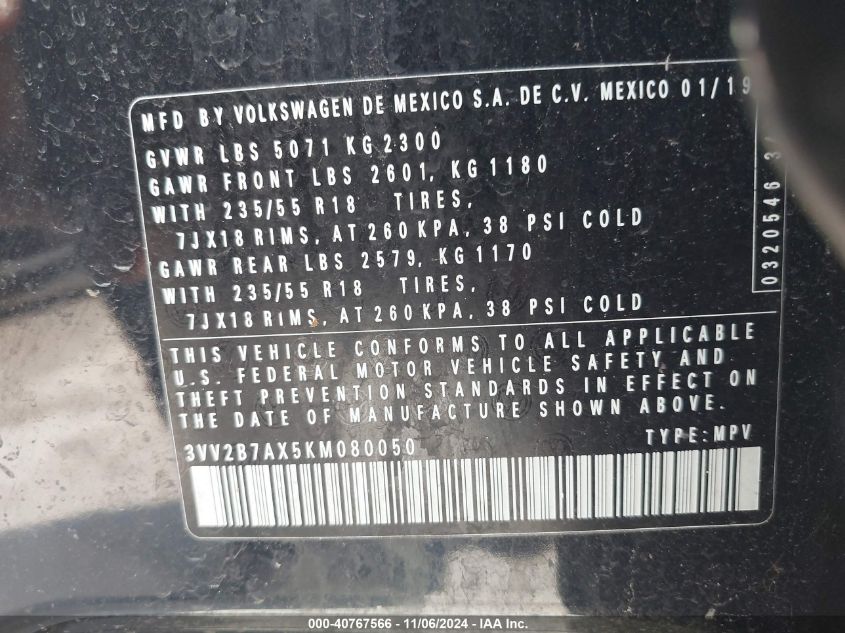 MFD BY VOLKSWAGEN DE MEXICO S.A. DE C.V. MEXICO 01/19
GVWR LBS 5071 KG 2300
GAWR FRONT LBS 2601, KG 1180
WITH 235/55 R18 TIRES,
7JX18 RIMS, AT 260 KPA, 38 PSI COLD
GAWR REAR LBS 2579, KG 1170
WITH 235/55 R18 TIRES,
7JX18 RIMS, AT 260 KPA, 38 PSI COLD
0320546
THIS VEHICLE CONFORMS TO ALL APPLICABLE
U.S. FEDERAL MOTOR VEHICLE SAFETY AND
THEFT PREVENTION STANDARDS IN EFFECT ON
THE DATE OF MANUFACTURE SHOWN ABOVE.
3VV2B7AX5KM080050 TYPE:MPV
000-40767566 - 11/06/2024 - IAA Inc.